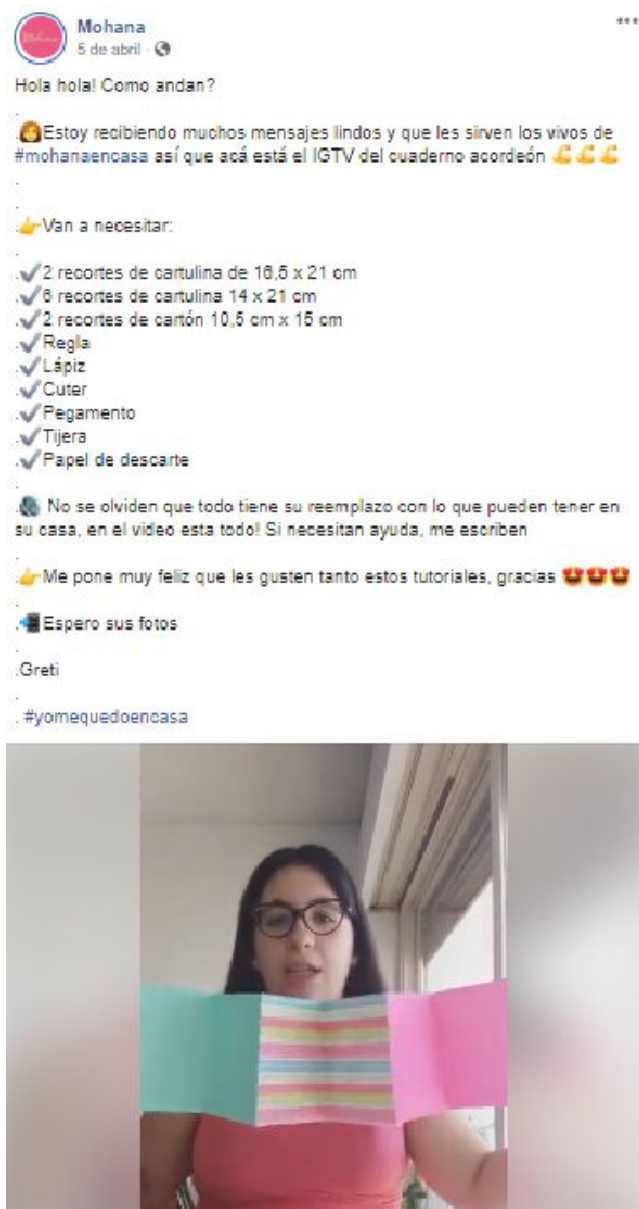 Mohana
5 de abril
Hola hola! Como andan?
.
.👩Estoy recibiendo muchos mensajes lindos y que les sirven los vivos de
#mohanaencasa así que acá está el IGTV del cuaderno acordeón 💪💪💪
.
.
.👉Van a necesitar:
.
.✔2 recortes de cartulina de 16,5 x 21 cm
.✔6 recortes de cartulina 14 x 21 cm
.✔2 recortes de cartón 10,5 cm x 15 cm
.✔Regla
.✔Lápiz
.✔Cuter
.✔Pegamento
.✔Tijera
.✔Papel de descarte
.
. No se olviden que todo tiene su reemplazo con lo que pueden tener en
su casa, en el video esta todo! Si necesitan ayuda, me escriben
.
.👉Me pone muy feliz que les gusten tanto estos tutoriales, gracias 😍😍😍
.
.📲Espero sus fotos
.
.Greti
.
. #yomequedoencasa